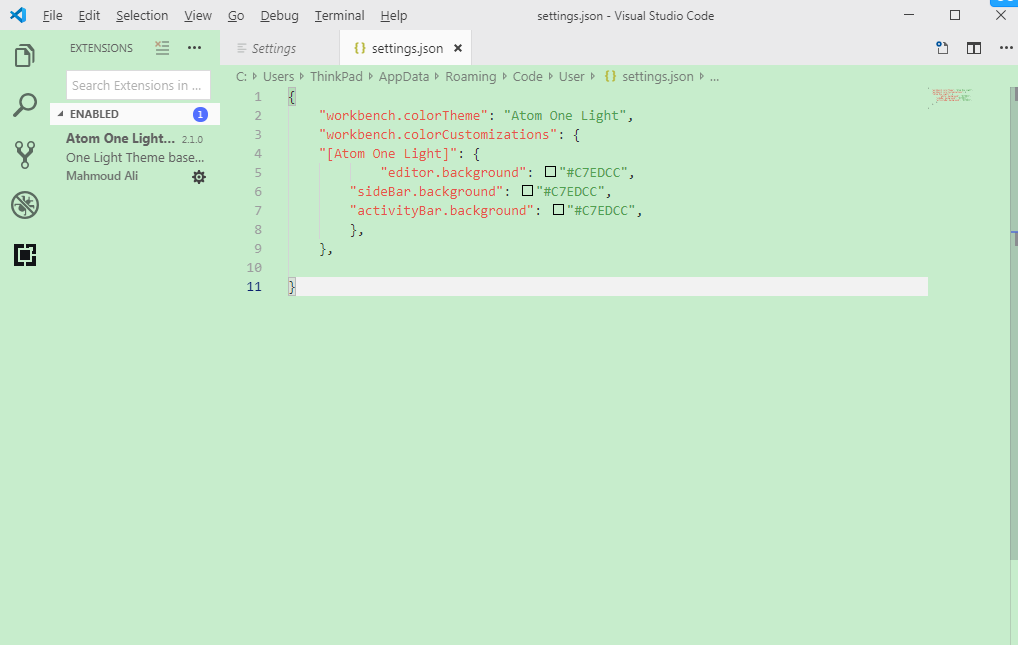 File Edit Selection View Go Debug Terminal Help settings.json - Visual Studio Code
EXTENSIONS
Settings
{} settings.json
Search Extensions in ...
C: Users ThinkPad AppData Roaming Code User {} settings.json ...
ENABLED 1
Atom One Light... 2.1.0
One Light Theme base...
Mahmoud Ali
1 {
2 "workbench.colorTheme": "Atom One Light",
3 "workbench.colorCustomizations": {
4 "[Atom One Light]": {
5 "editor.background": "#C7EDCC",
6 "sideBar.background": "#C7EDCC",
7 "activityBar.background": "#C7EDCC",
8 },
9 },
10
11 }